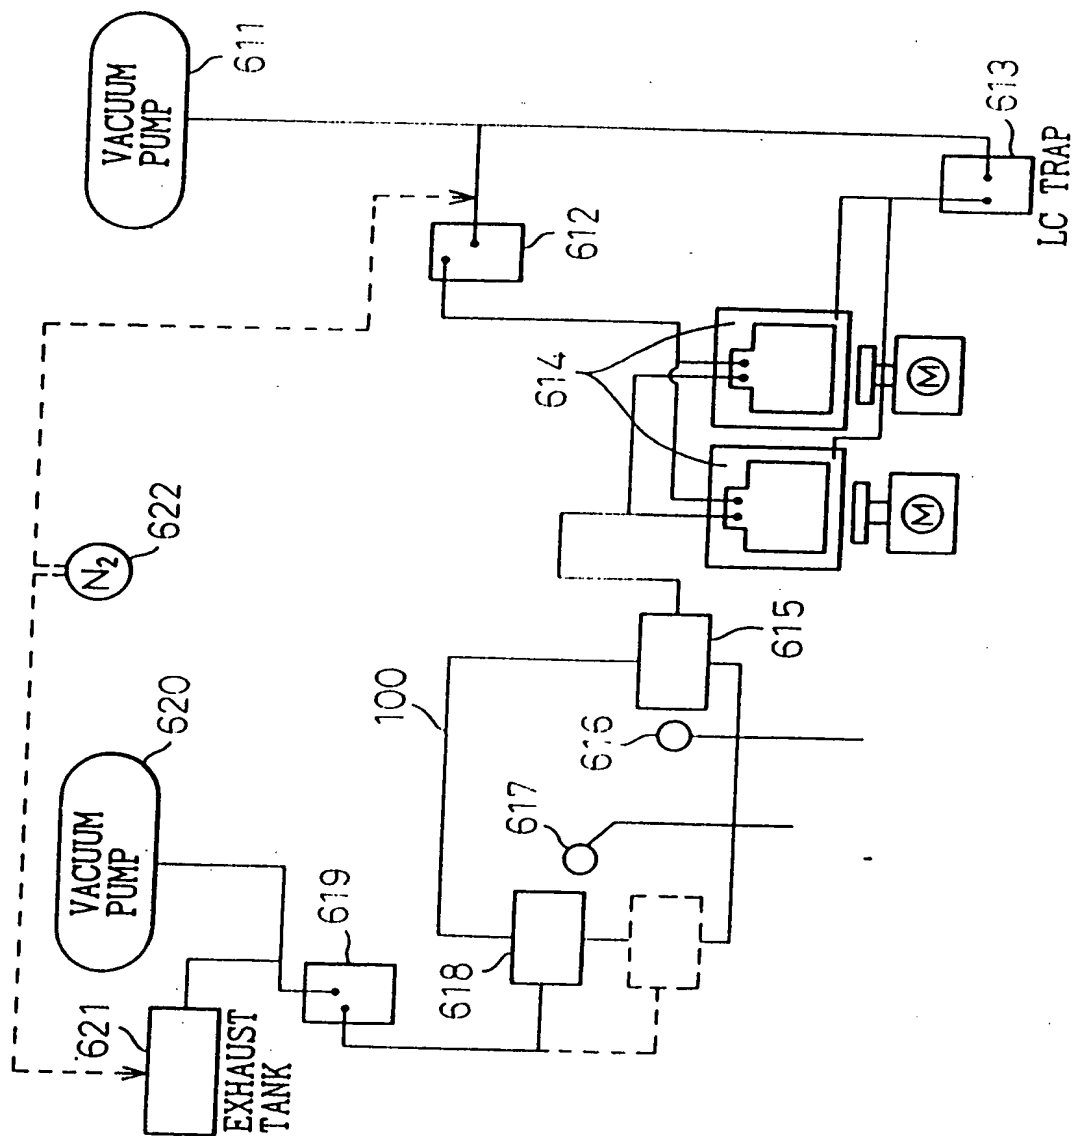 621
EXHAUST
TANK
VACUUM
PUMP
620
N₂
622
VACUUM
PUMP
611
619
100
618
617
616
615
614
612
M
M
613
LC TRAP